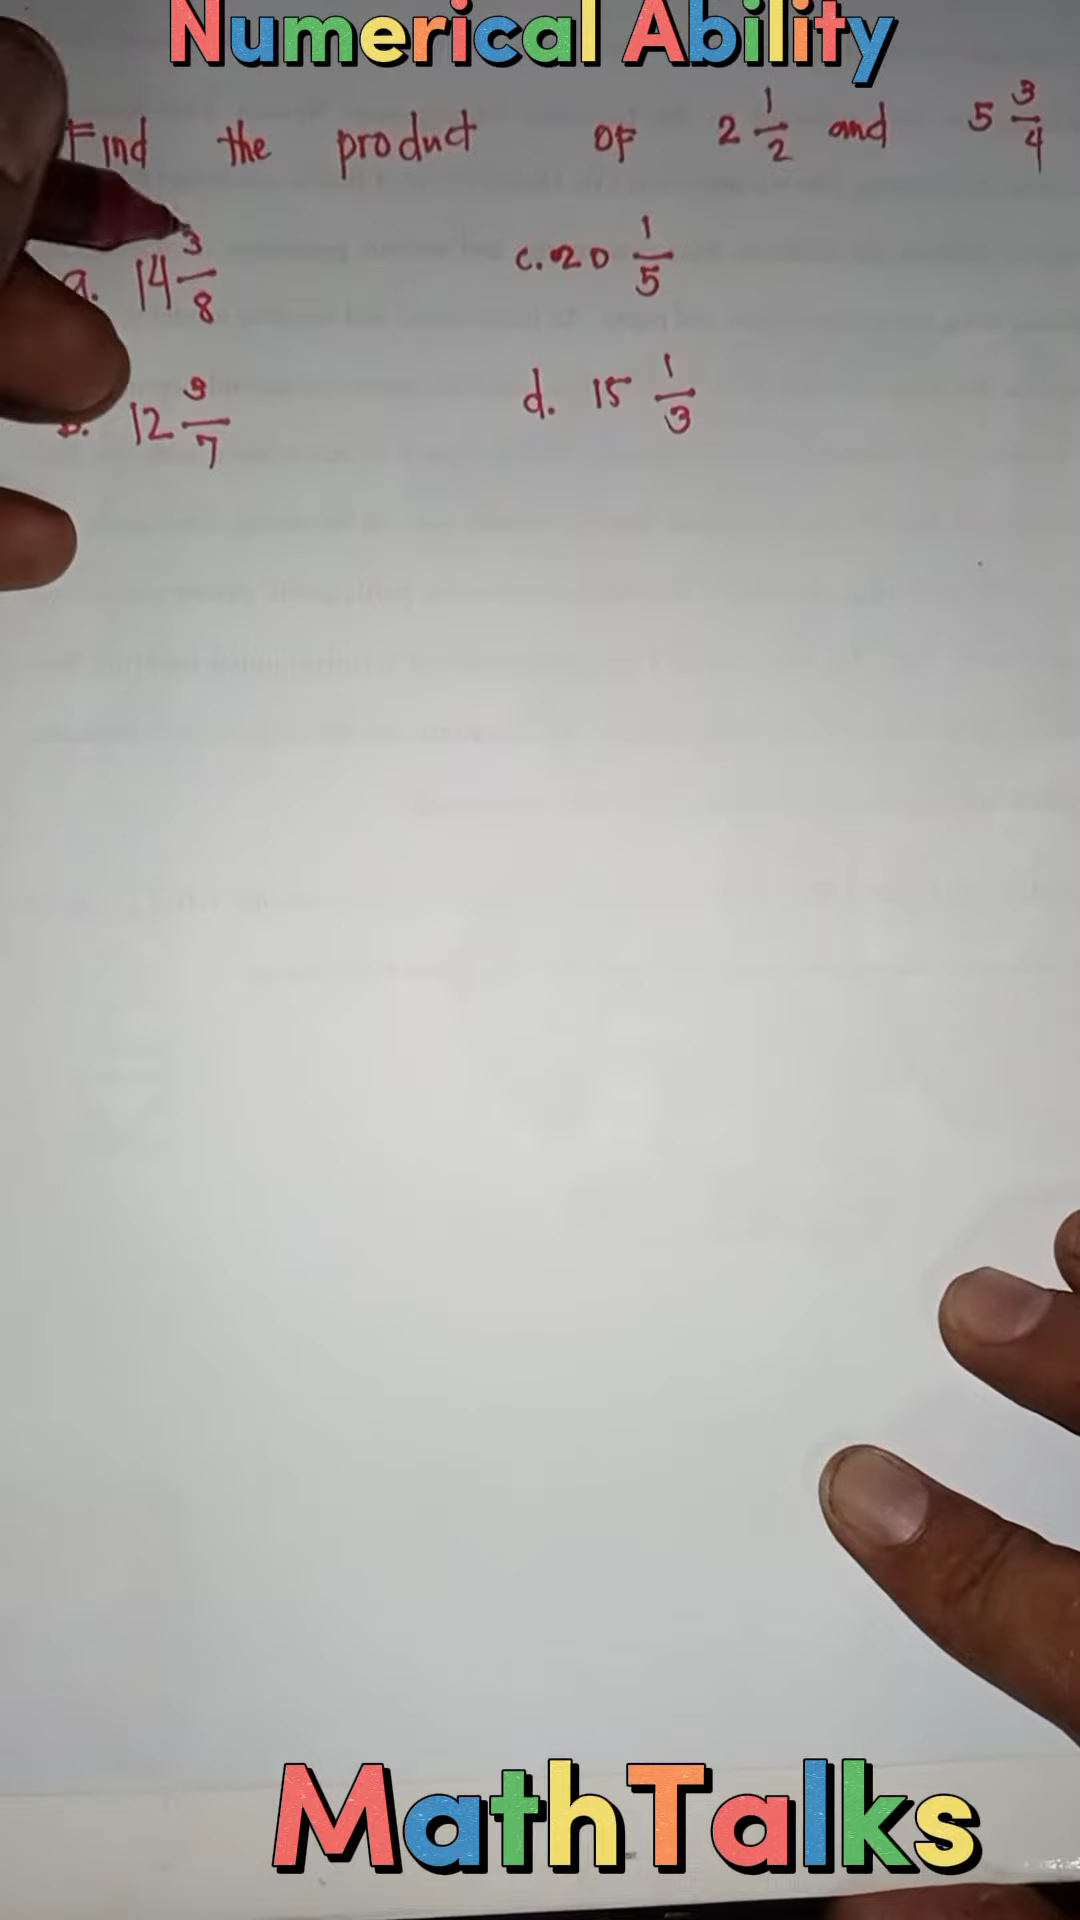 Numerical Ability
Find the product of 2 1/2 and 5 3/4
a. 14 3/8
c. 20 1/5
b. 12 3/7
d. 15 1/3
MathTalks